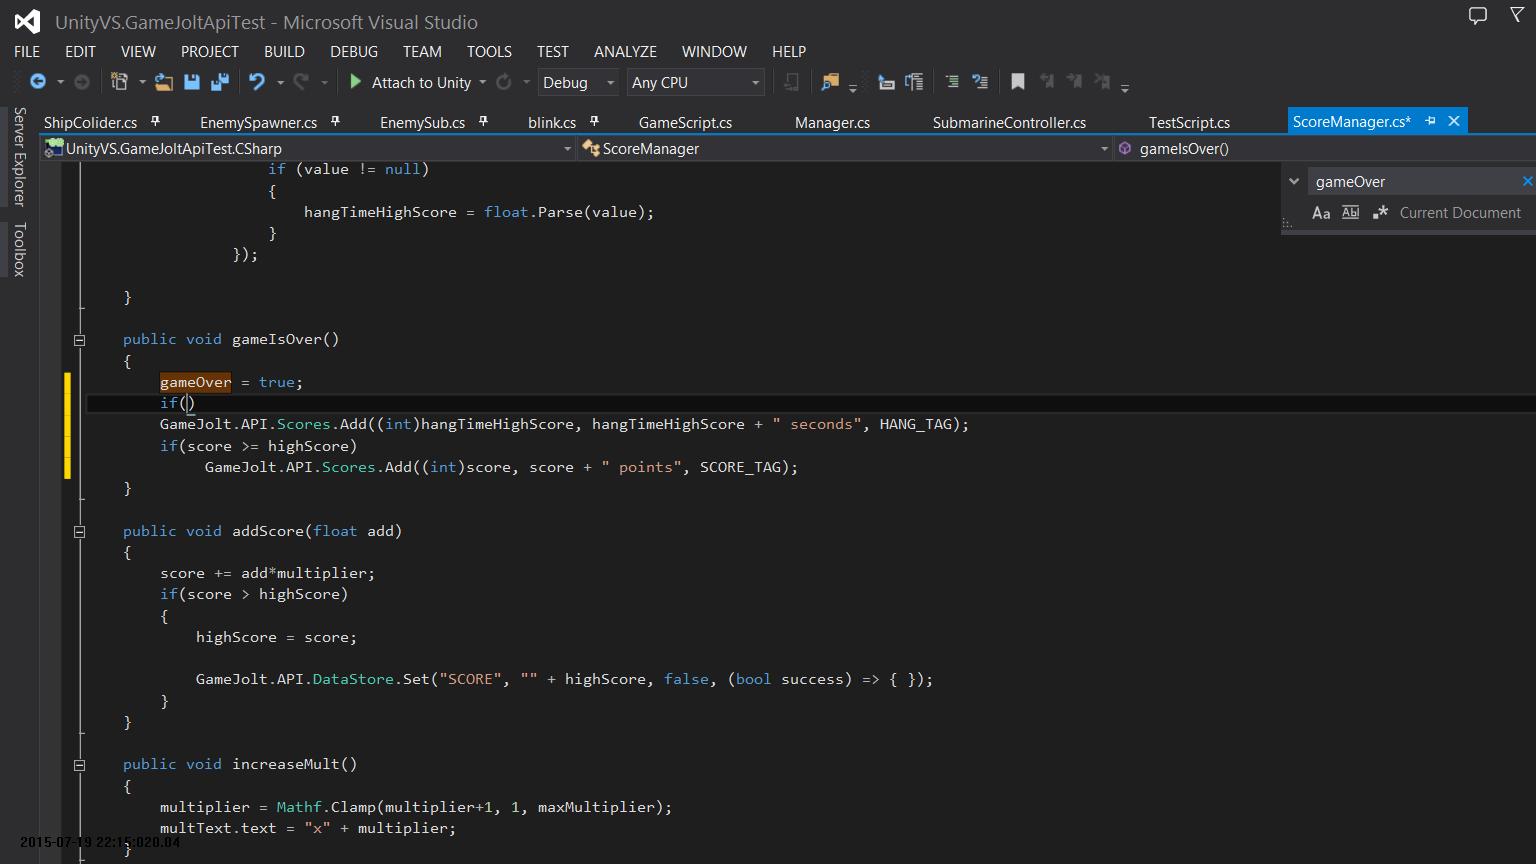 UnityVS.GameJoltApiTest - Microsoft Visual Studio
FILE EDIT VIEW PROJECT BUILD DEBUG TEAM TOOLS TEST ANALYZE WINDOW HELP
Attach to Unity Debug Any CPU
Server Explorer
Toolbox
ShipColider.cs EnemySpawner.cs EnemySub.cs blink.cs GameScript.cs Manager.cs SubmarineController.cs TestScript.cs ScoreManager.cs*
UnityVS.GameJoltApiTest.CSharp ScoreManager gameIsOver()
gameOver
Aa Abl .* Current Document
if (value != null)
{
hangTimeHighScore = float.Parse(value);
}
});
}
public void gameIsOver()
{
gameOver = true;
if()
GameJolt.API.Scores.Add((int)hangTimeHighScore, hangTimeHighScore + " seconds", HANG_TAG);
if(score >= highScore)
GameJolt.API.Scores.Add((int)score, score + " points", SCORE_TAG);
}
public void addScore(float add)
{
score += add*multiplier;
if(score > highScore)
{
highScore = score;
GameJolt.API.DataStore.Set("SCORE", "" + highScore, false, (bool success) => { });
}
}
public void increaseMult()
{
multiplier = Mathf.Clamp(multiplier+1, 1, maxMultiplier);
multText.text = "x" + multiplier;
}
2015-07-19 22:15:020.04